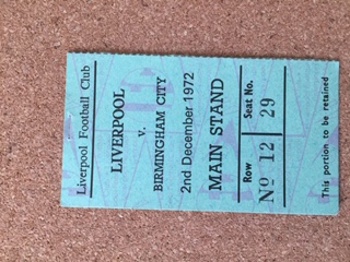 Liverpool Football Club
LIVERPOOL
v.
BIRMINGHAM CITY
2nd December 1972
MAIN STAND
Row Seat No.
Nº 12 29
This portion to be retained